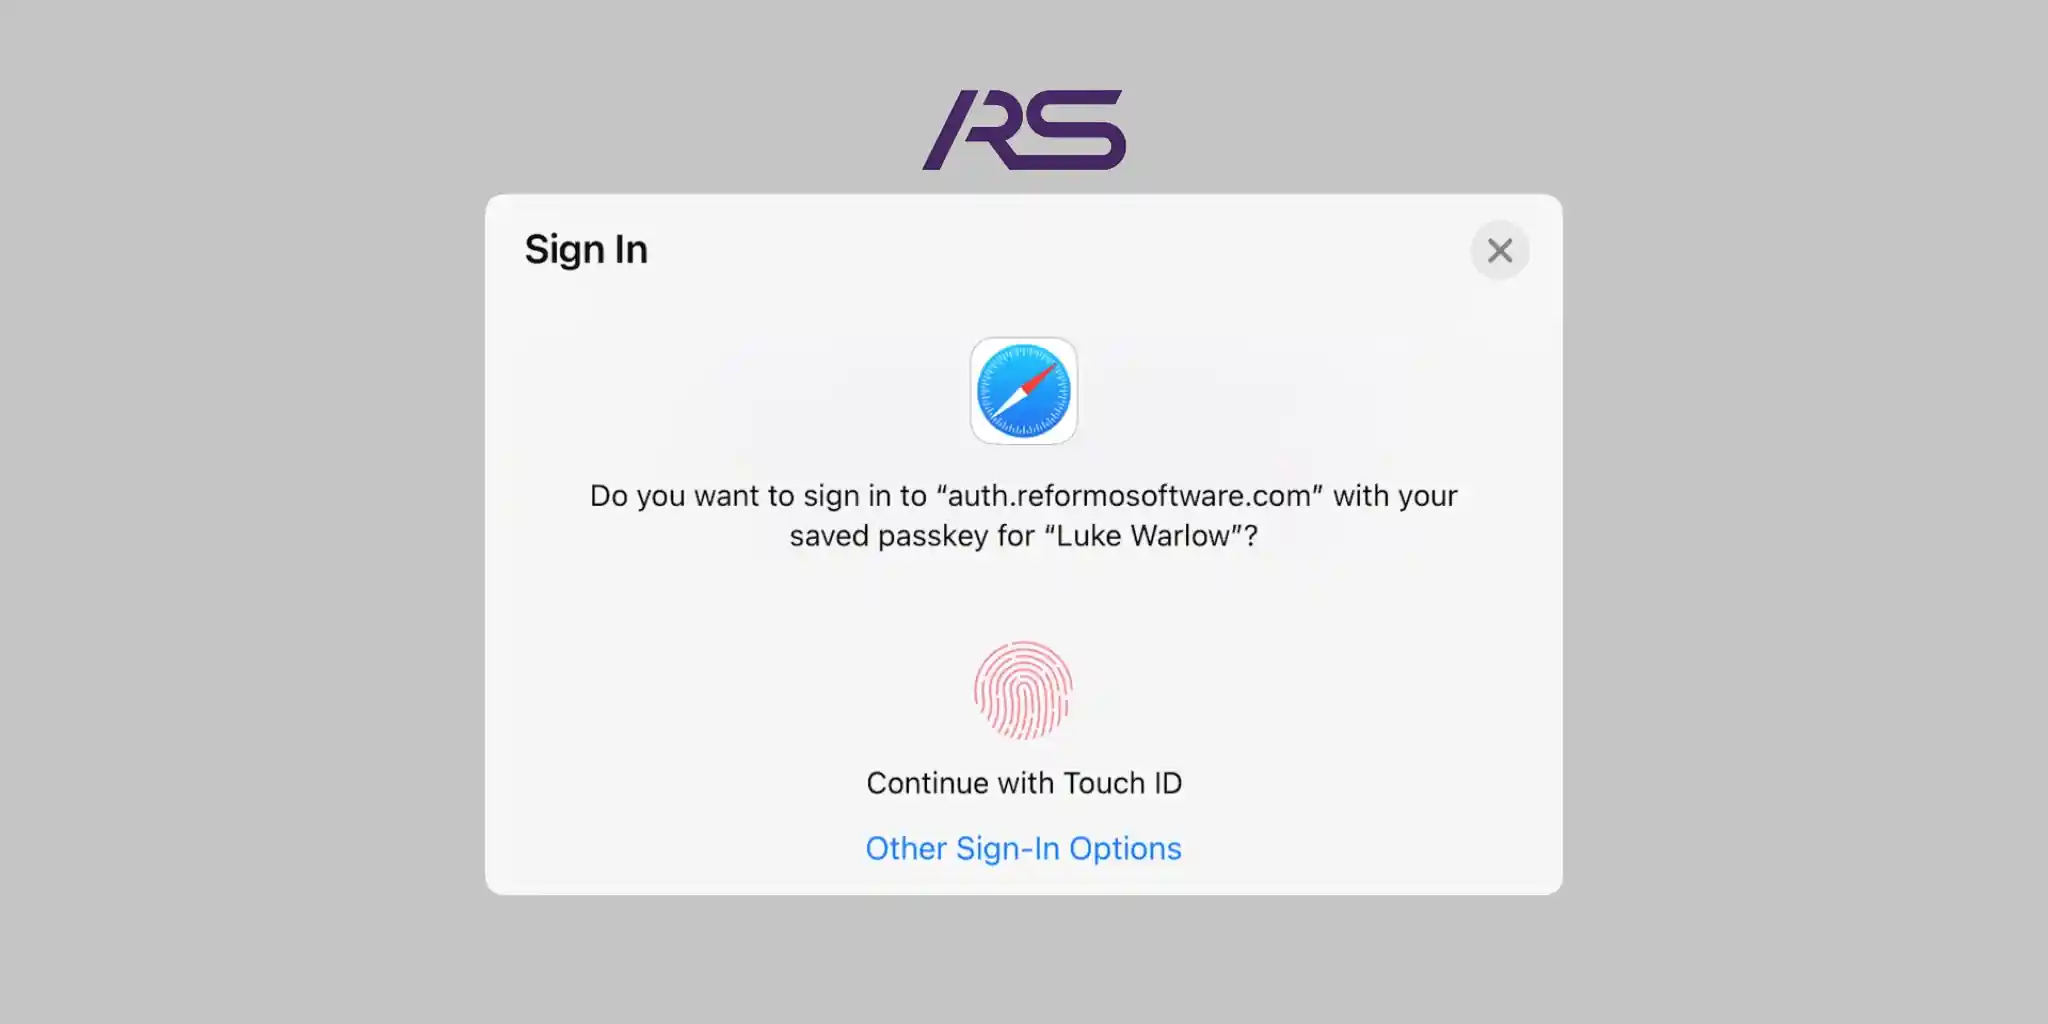 RS
Sign In
Do you want to sign in to “auth.reformosoftware.com” with your
saved passkey for “Luke Warlow”?
Continue with Touch ID
Other Sign-In Options